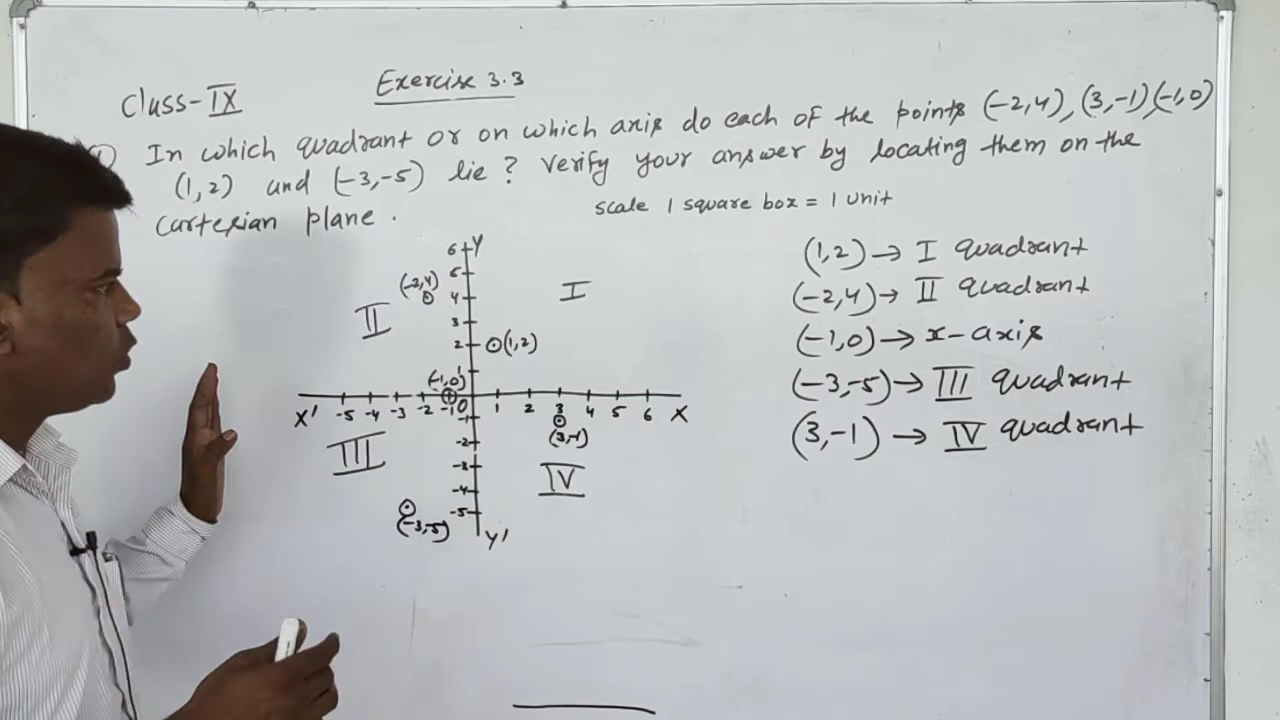 Class-IX
Exercise 3.3
1) In which quadrant or on which axis do each of the points (-2,4), (3,-1) (-1,0)
(1,2) and (-3,-5) lie? Verify your answer by locating them on the
cartesian plane.
scale 1 square box = 1 unit
6 Y
(-2,4) 5
4
I
II
3
2 (1,2)
1
(-1,0)
X' -5 -4 -3 -2 -1 0 1 2 3 4 5 6 X
-1
(3,-1)
-2
III
-3
IV
-4
-5
(-3,-5)
Y'
(1,2) → I quadrant
(-2,4) → II quadrant
(-1,0) → x-axis
(-3,-5) → III quadrant
(3,-1) → IV quadrant